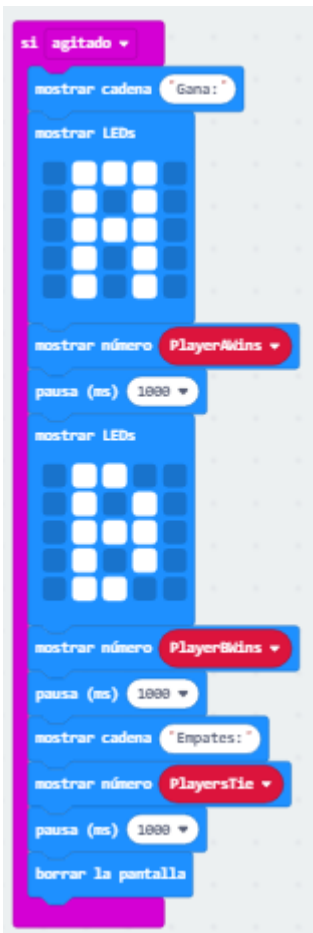 si agitado
mostrar cadena "Gana:"
mostrar LEDs
mostrar número PlayerAWins
pausa (ms) 1000
mostrar LEDs
mostrar número PlayerBWins
pausa (ms) 1000
mostrar cadena "Empates:"
mostrar número PlayersTie
pausa (ms) 1000
borrar la pantalla